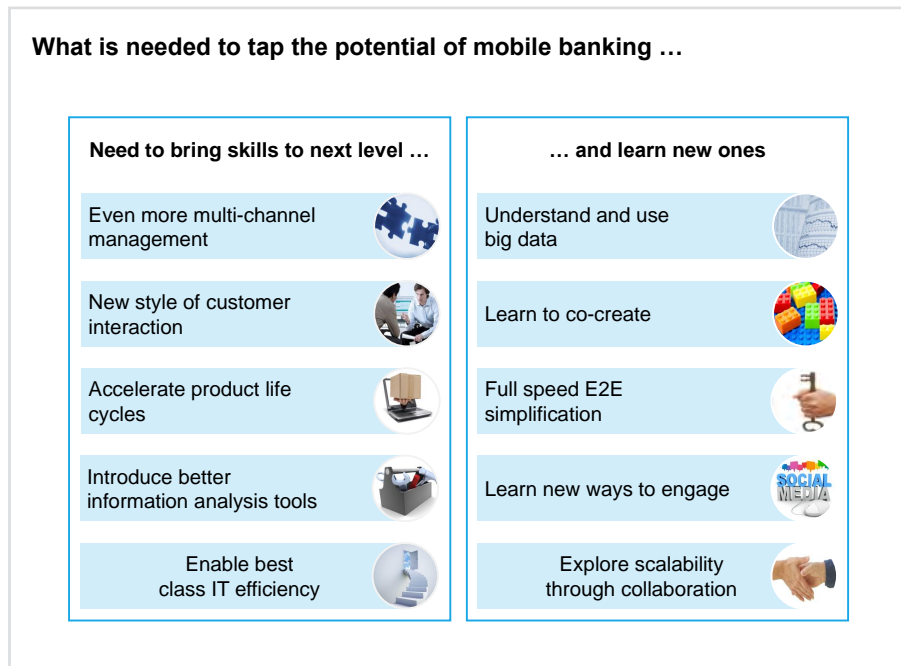 What is needed to tap the potential of mobile banking …
Need to bring skills to next level …
Even more multi-channel
management
New style of customer
interaction
Accelerate product life
cycles
Introduce better
information analysis tools
Enable best
class IT efficiency
… and learn new ones
Understand and use
big data
Learn to co-create
Full speed E2E
simplification
Learn new ways to engage
SOCIAL
MEDIA
Explore scalability
through collaboration